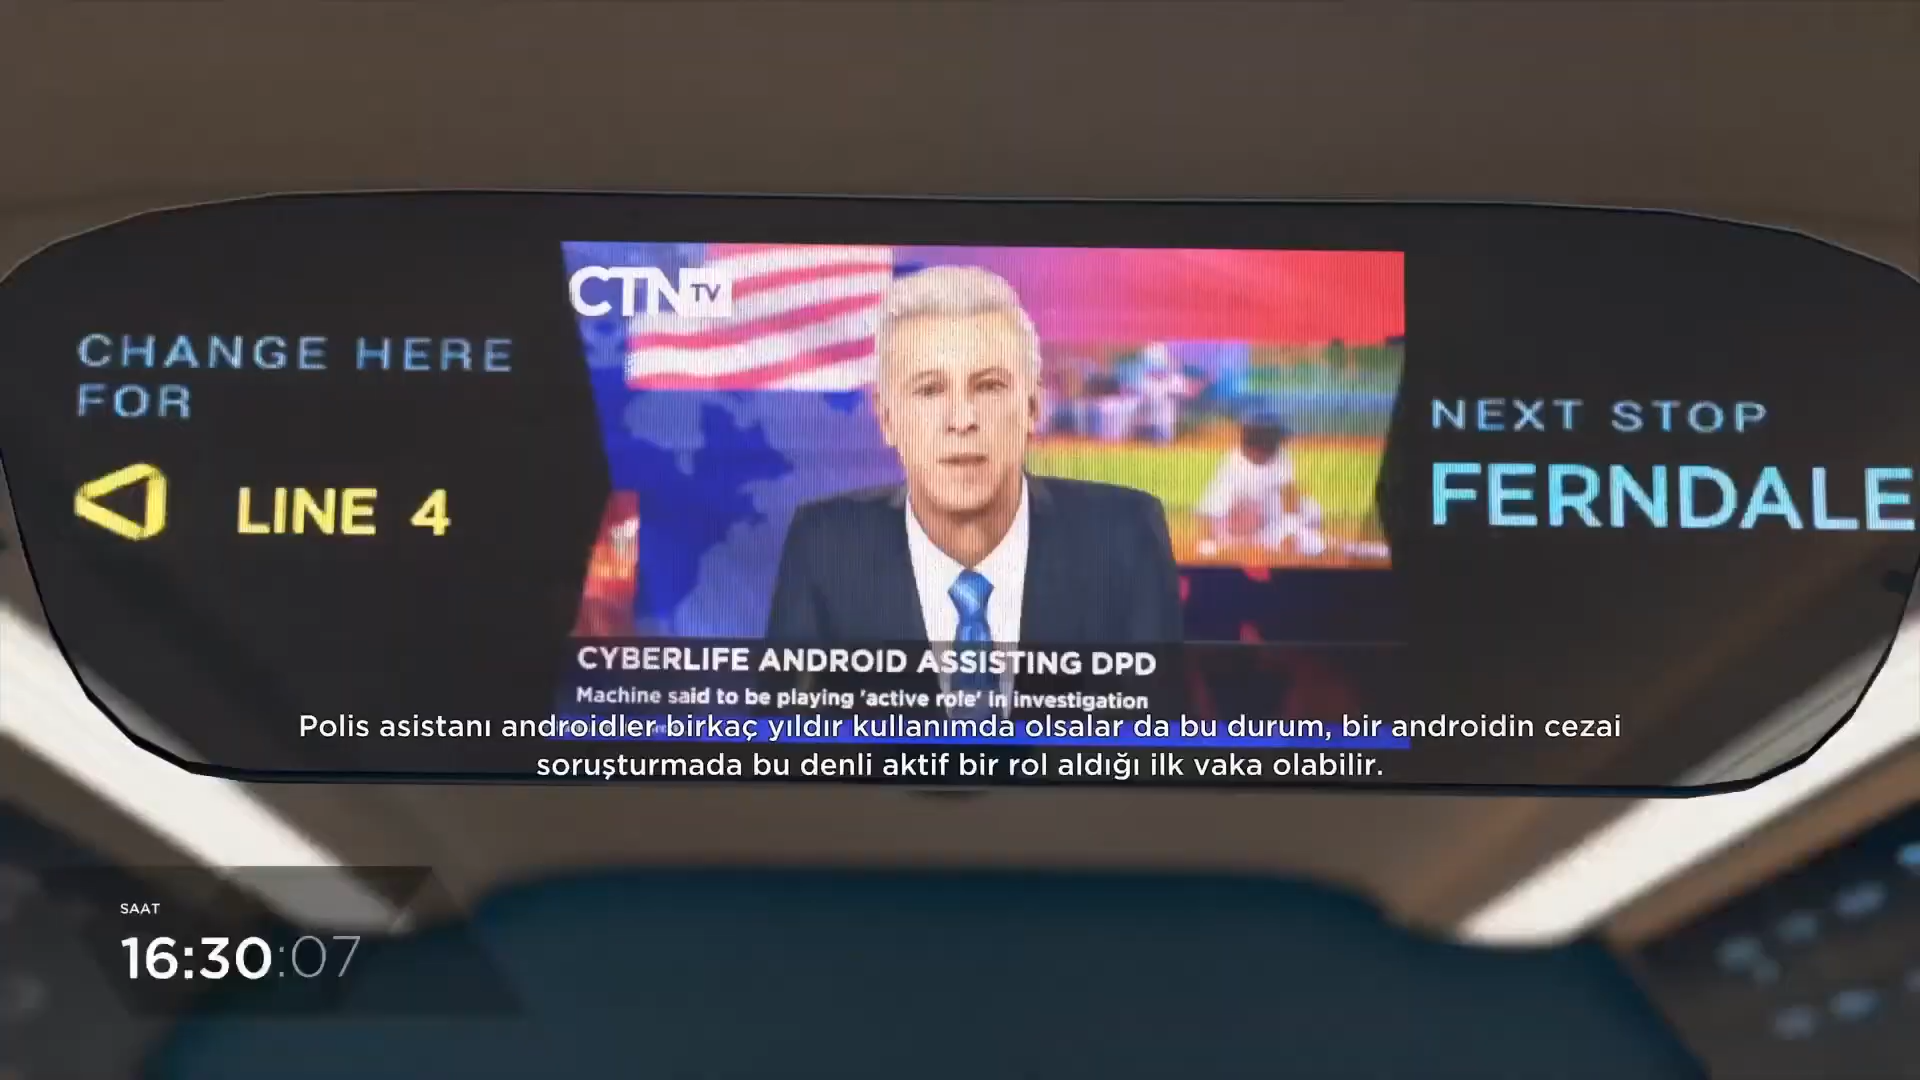 CTN TV
CHANGE HERE
FOR
LINE 4
NEXT STOP
FERNDALE
CYBERLIFE ANDROID ASSISTING DPD
Machine said to be playing 'active role' in investigation
Polis asistanı androidler birkaç yıldır kullanımda olsalar da bu durum, bir androidin cezai
soruşturmada bu denli aktif bir rol aldığı ilk vaka olabilir.
SAAT
16:30:07